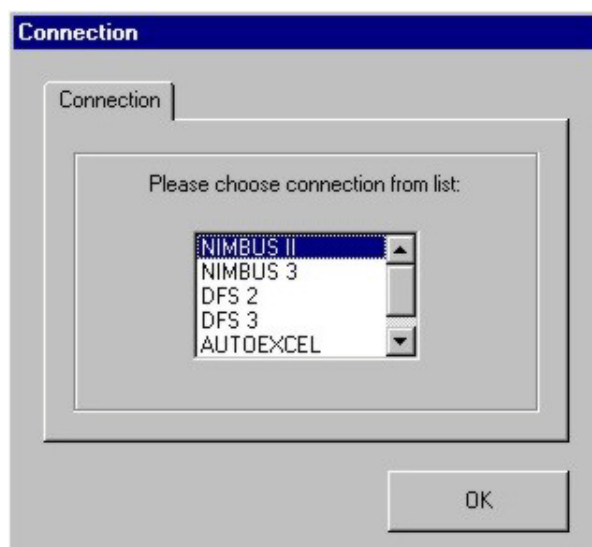 Connection
Connection
Please choose connection from list:
NIMBUS II
NIMBUS 3
DFS 2
DFS 3
AUTOEXCEL
OK